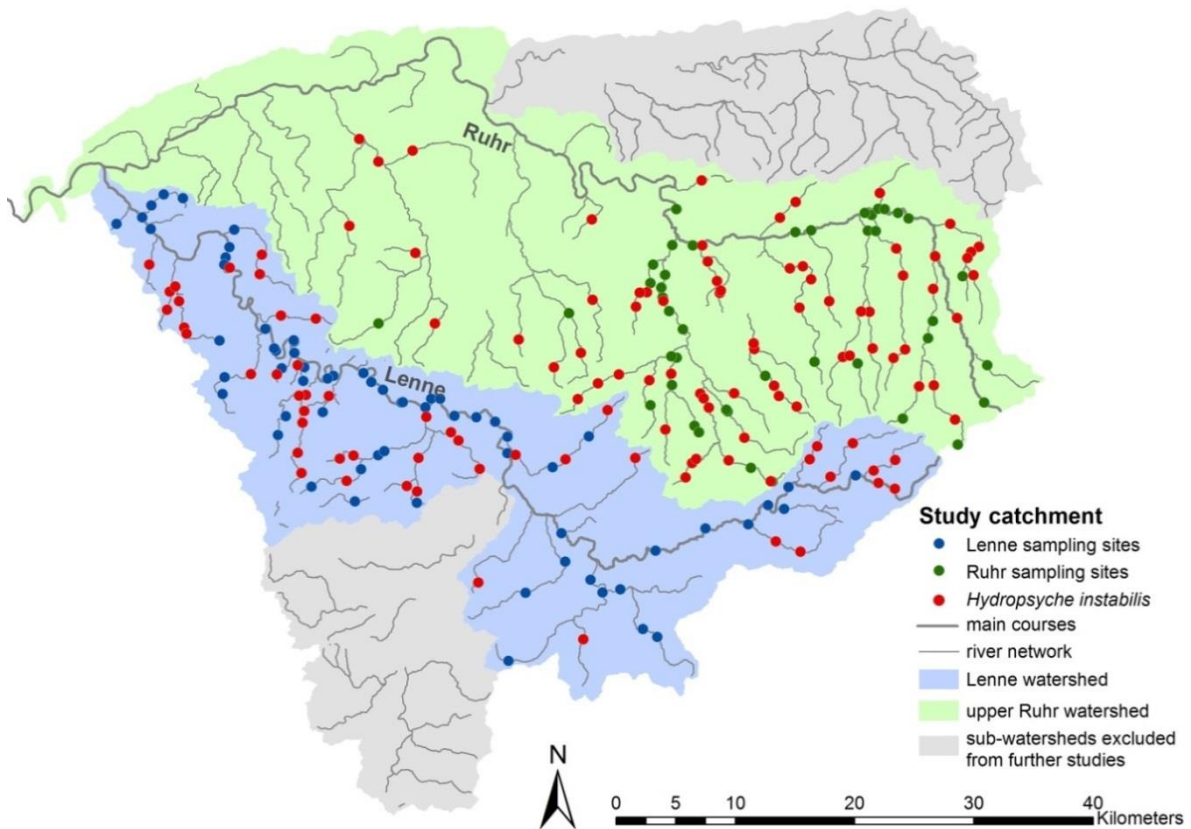 Ruhr
Lenne
Study catchment
Lenne sampling sites
Ruhr sampling sites
Hydropsyche instabilis
main courses
river network
Lenne watershed
upper Ruhr watershed
sub-watersheds excluded
from further studies
N
0 5 10 20 30 40
Kilometers